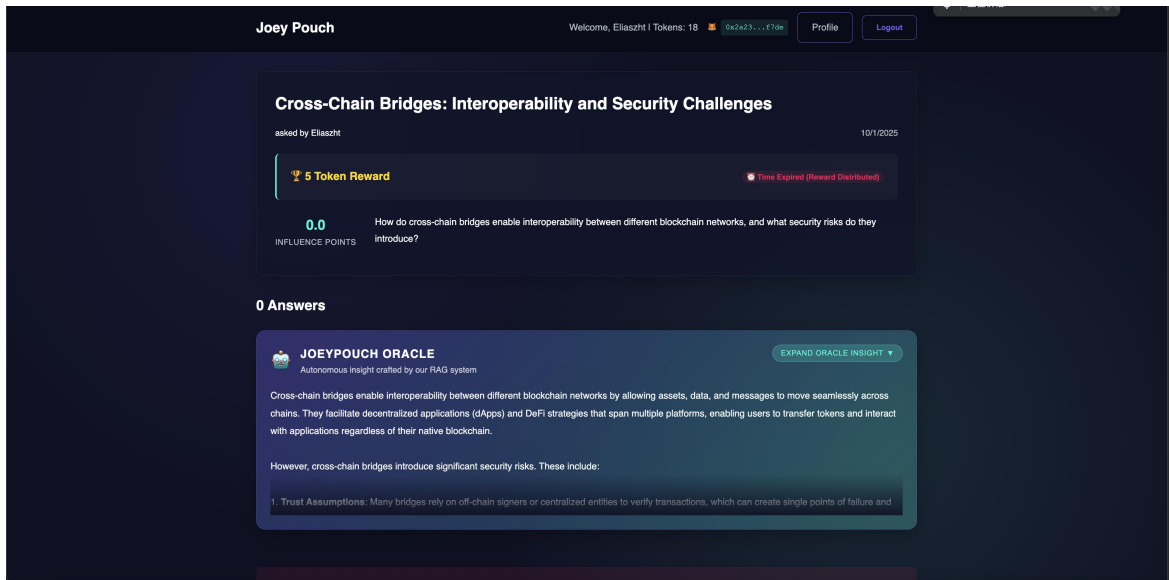 Joey Pouch
Welcome, Eliaszht | Tokens: 18
0x2a23...f7de
Profile
Logout
Cross-Chain Bridges: Interoperability and Security Challenges
asked by Eliaszht
10/1/2025
5 Token Reward
Time Expired (Reward Distributed)
0.0
INFLUENCE POINTS
How do cross-chain bridges enable interoperability between different blockchain networks, and what security risks do they
introduce?
0 Answers
JOEYPOUCH ORACLE
Autonomous insight crafted by our RAG system
EXPAND ORACLE INSIGHT ▼
Cross-chain bridges enable interoperability between different blockchain networks by allowing assets, data, and messages to move seamlessly across
chains. They facilitate decentralized applications (dApps) and DeFi strategies that span multiple platforms, enabling users to transfer tokens and interact
with applications regardless of their native blockchain.
However, cross-chain bridges introduce significant security risks. These include:
1. Trust Assumptions: Many bridges rely on off-chain signers or centralized entities to verify transactions, which can create single points of failure and